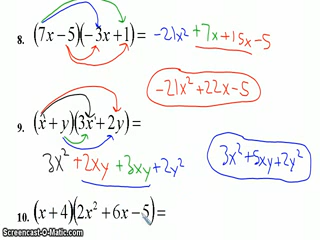 8. (7x-5)(-3x+1)= -21x² +7x +15x -5
-21x² +22x -5
9. (x+y)(3x+2y)=
3x² +2xy +3xy +2y²
3x² +5xy +2y²
10. (x+4)(2x²+6x-5)=
Screencast-O-Matic.com